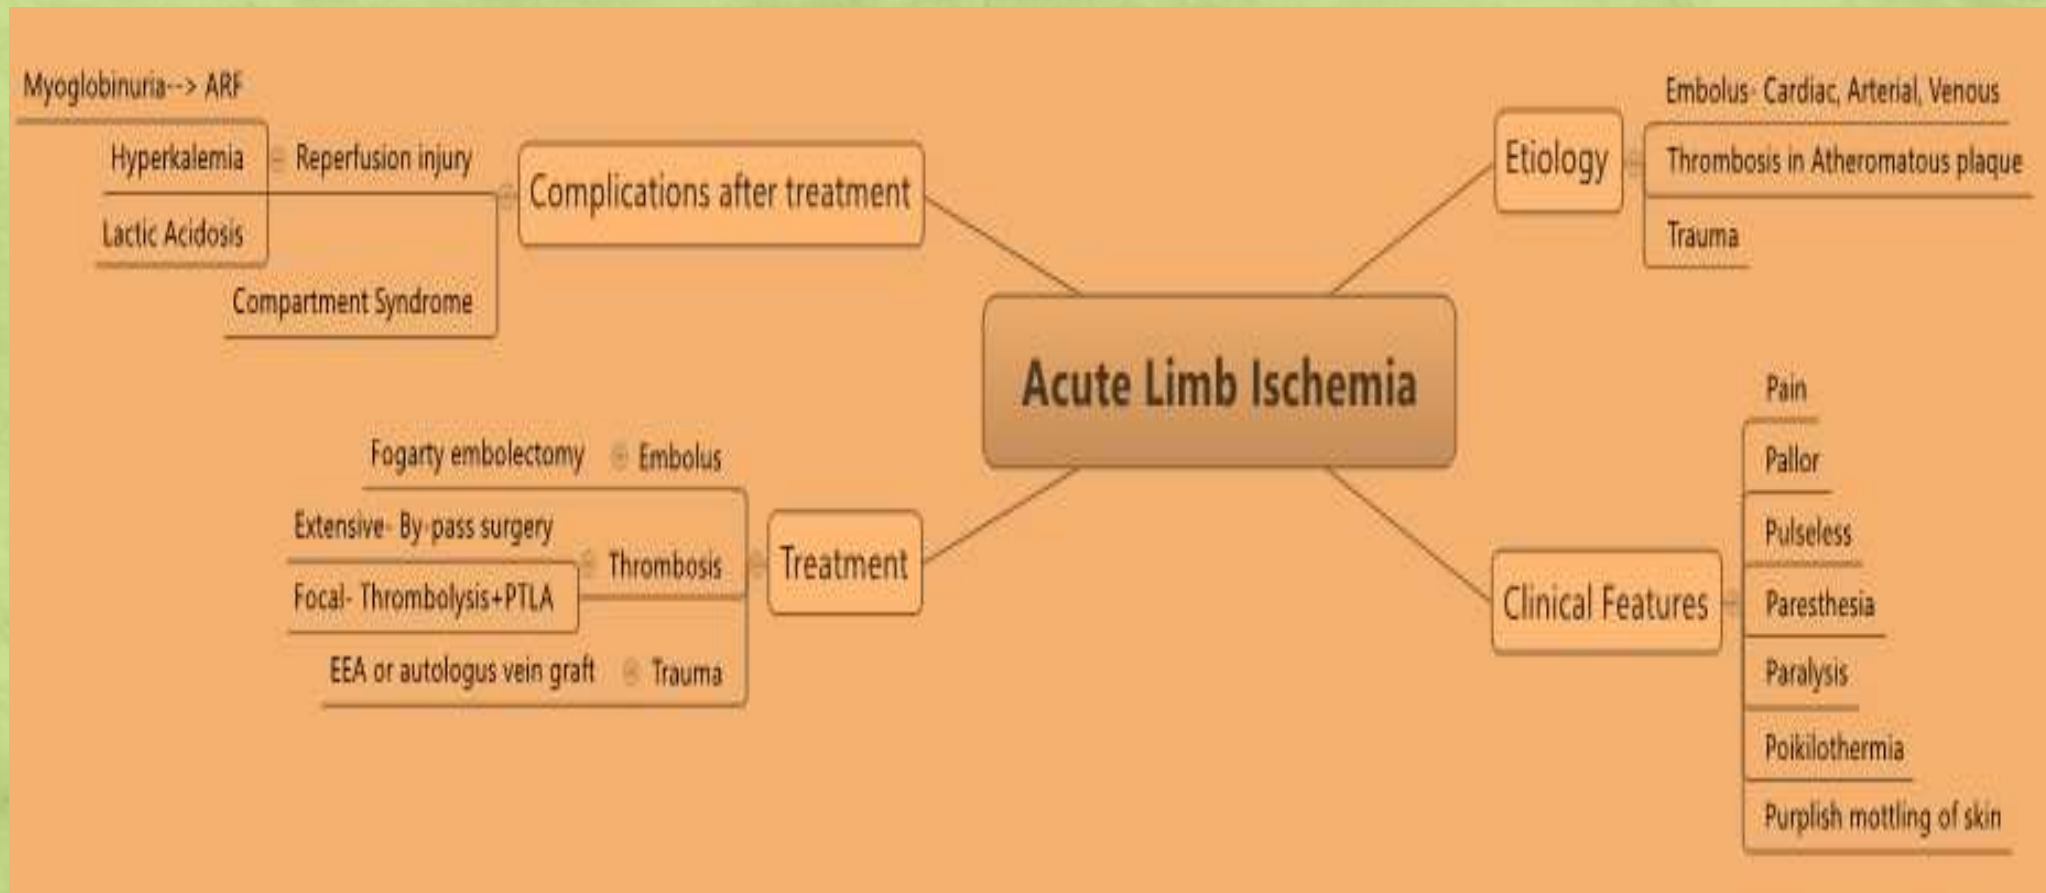 Acute Limb Ischemia
Etiology
Embolus- Cardiac, Arterial, Venous
Thrombosis in Atheromatous plaque
Trauma
Clinical Features
Pain
Pallor
Pulseless
Paresthesia
Paralysis
Poikilothermia
Purplish mottling of skin
Treatment
Embolus
Fogarty embolectomy
Thrombosis
Extensive- By-pass surgery
Focal- Thrombolysis+PTLA
Trauma
EEA or autologus vein graft
Complications after treatment
Reperfusion injury
Myoglobinuria--> ARF
Hyperkalemia
Lactic Acidosis
Compartment Syndrome